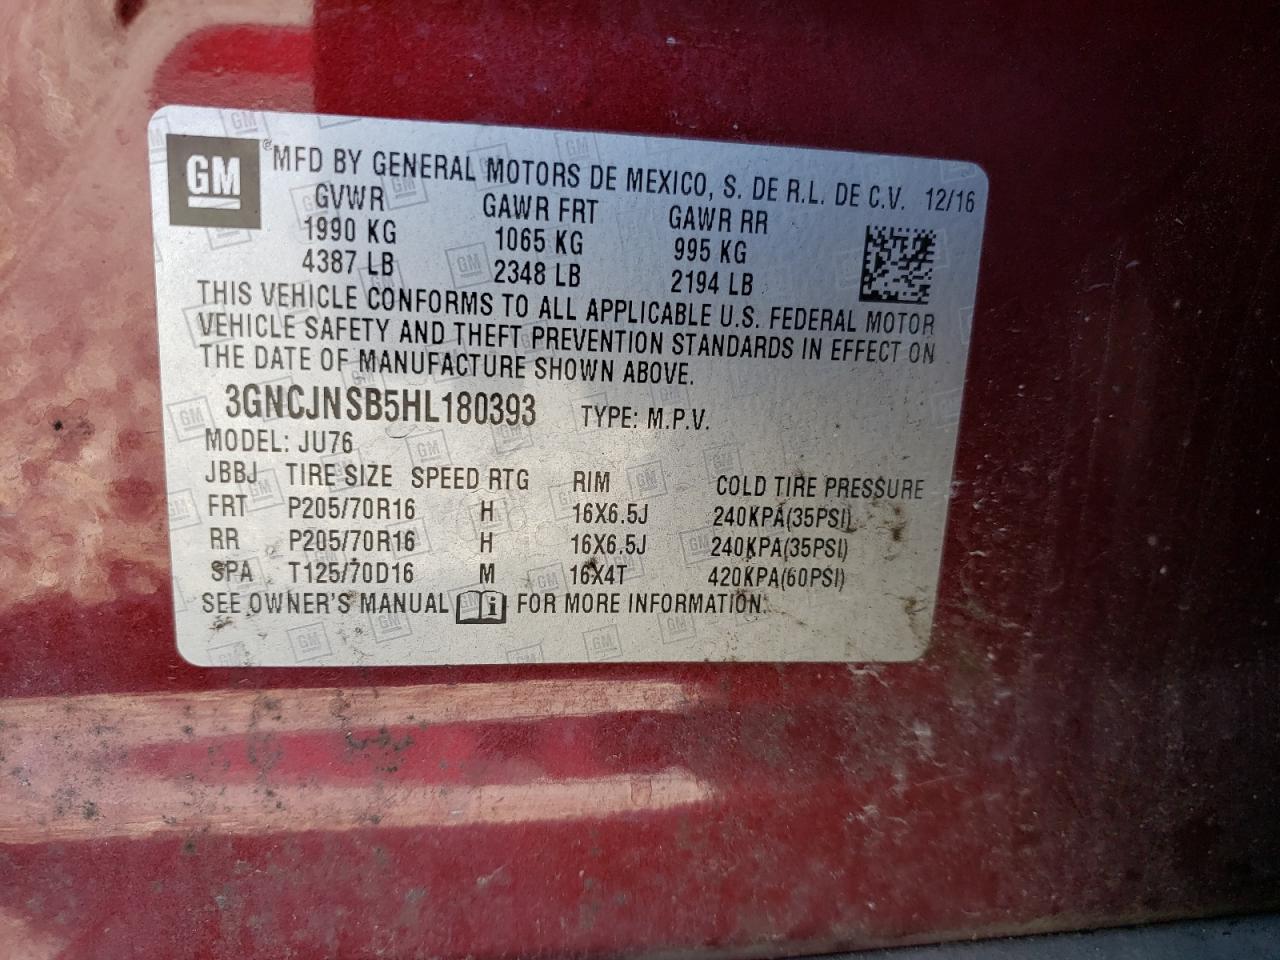 GM ® MFD BY GENERAL MOTORS DE MEXICO, S. DE R.L. DE C.V. 12/16
GVWR GAWR FRT GAWR RR
1990 KG 1065 KG 995 KG
4387 LB 2348 LB 2194 LB
THIS VEHICLE CONFORMS TO ALL APPLICABLE U.S. FEDERAL MOTOR
VEHICLE SAFETY AND THEFT PREVENTION STANDARDS IN EFFECT ON
THE DATE OF MANUFACTURE SHOWN ABOVE.
3GNCJNSB5HL180393 TYPE: M.P.V.
MODEL: JU76
JBBJ TIRE SIZE SPEED RTG RIM COLD TIRE PRESSURE
FRT P205/70R16 H 16X6.5J 240KPA(35PSI)
RR P205/70R16 H 16X6.5J 240KPA(35PSI)
SPA T125/70D16 M 16X4T 420KPA(60PSI)
SEE OWNER'S MANUAL i FOR MORE INFORMATION.